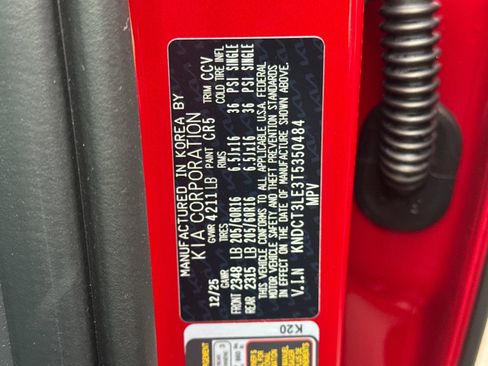 MANUFACTURED IN KOREA BY
KIA CORPORATION
12/25 GVWR 4211LB PAINT CR5 TRIM CCV
GAWR TIRES RIMS COLD TIRE INFL.
FRONT 2348 LB 205/60R16 6.5Jx16 36 PSI SINGLE
REAR 2315 LB 205/60R16 6.5Jx16 36 PSI SINGLE
THIS VEHICLE CONFORMS TO ALL APPLICABLE U.S.A. FEDERAL
MOTOR VEHICLE SAFETY AND THEFT PREVENTION STANDARDS
IN EFFECT ON THE DATE OF MANUFACTURE SHOWN ABOVE.
V.I.N KNDCT3LE3T5350484
MPV
K20